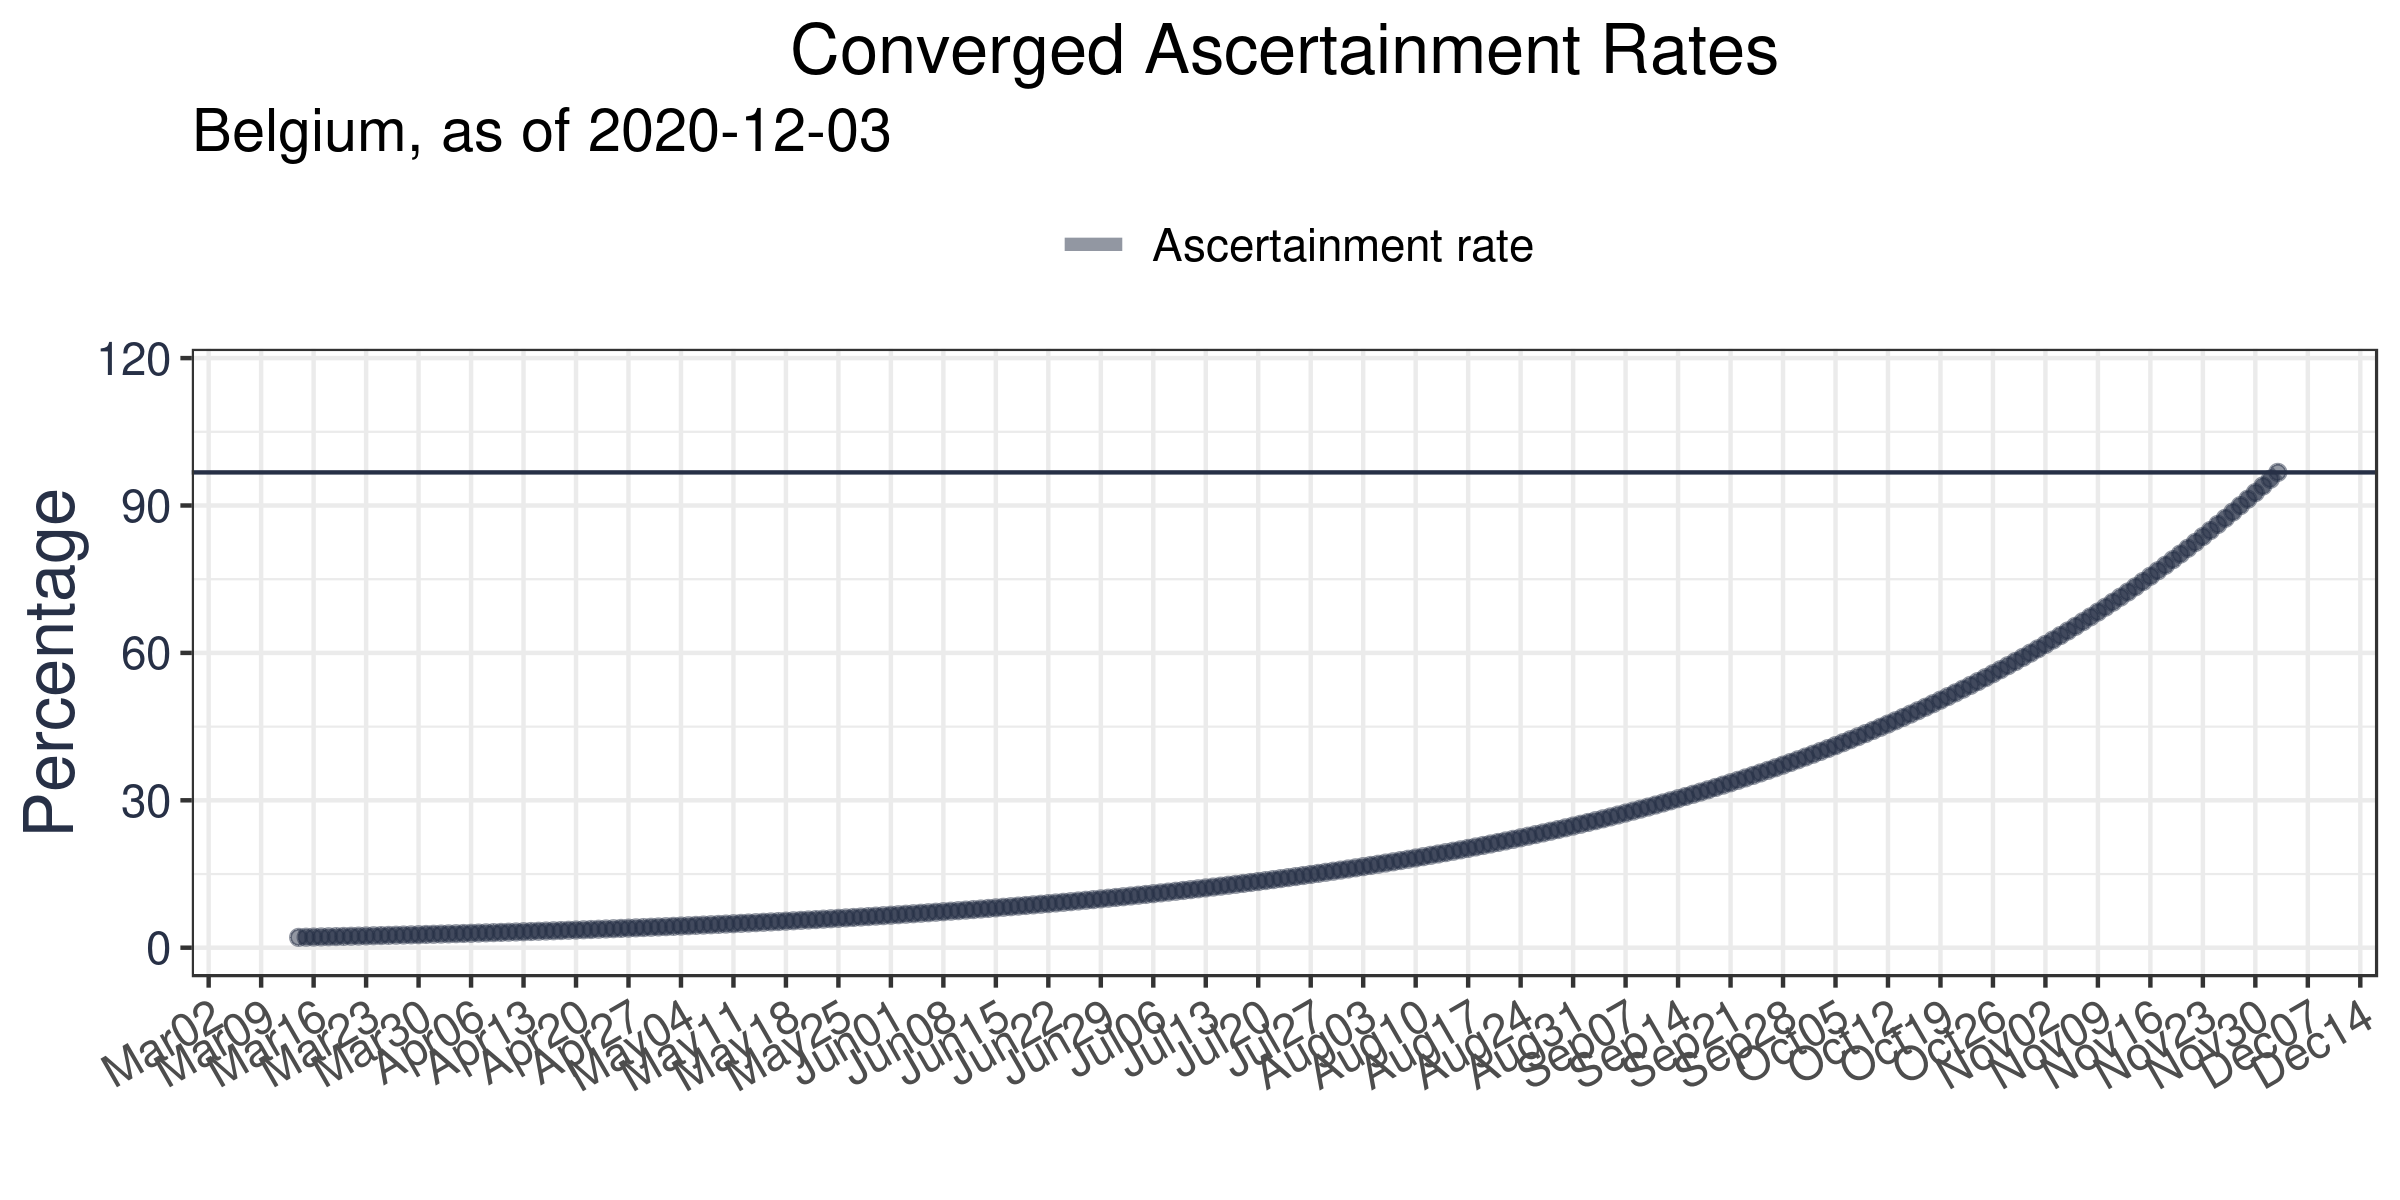 Converged Ascertainment Rates
Belgium, as of 2020-12-03
Ascertainment rate
Percentage
120
90
60
30
0
Mar02 Mar09 Mar16 Mar23 Mar30 Apr06 Apr13 Apr20 Apr27 May04 May11 May18 May25 Jun01 Jun08 Jun15 Jun22 Jun29 Jul06 Jul13 Jul20 Jul27 Aug03 Aug10 Aug17 Aug24 Aug31 Sep07 Sep14 Sep21 Sep28 Oct05 Oct12 Oct19 Oct26 Nov02 Nov09 Nov16 Nov23 Nov30 Dec07 Dec14